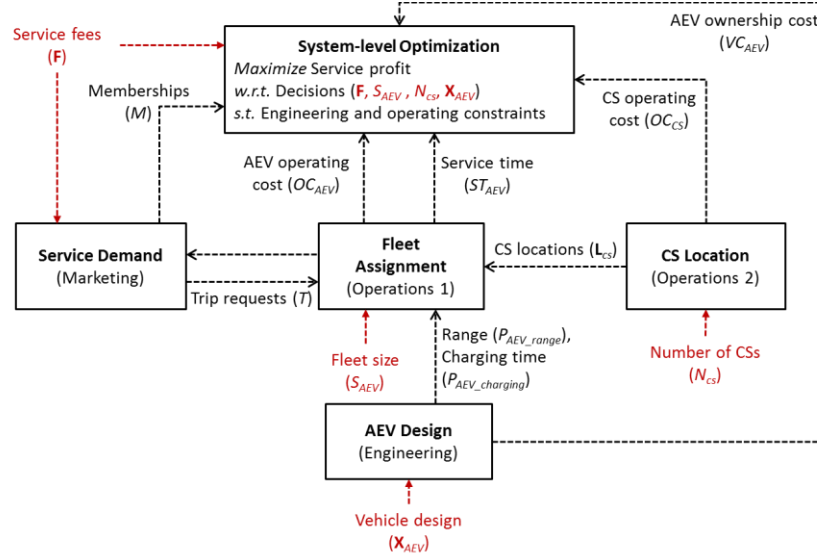 Service fees
(F)
System-level Optimization
Maximize Service profit
w.r.t. Decisions (F, S_AEV , N_cs, X_AEV)
s.t. Engineering and operating constraints
AEV ownership cost
(VC_AEV)
Memberships
(M)
CS operating
cost (OC_CS)
AEV operating
cost (OC_AEV)
Service time
(ST_AEV)
Service Demand
(Marketing)
Fleet
Assignment
(Operations 1)
CS locations (L_cs)
CS Location
(Operations 2)
Trip requests (T)
Fleet size
(S_AEV)
Range (P_AEV_range),
Charging time
(P_AEV_charging)
Number of CSs
(N_cs)
AEV Design
(Engineering)
Vehicle design
(X_AEV)